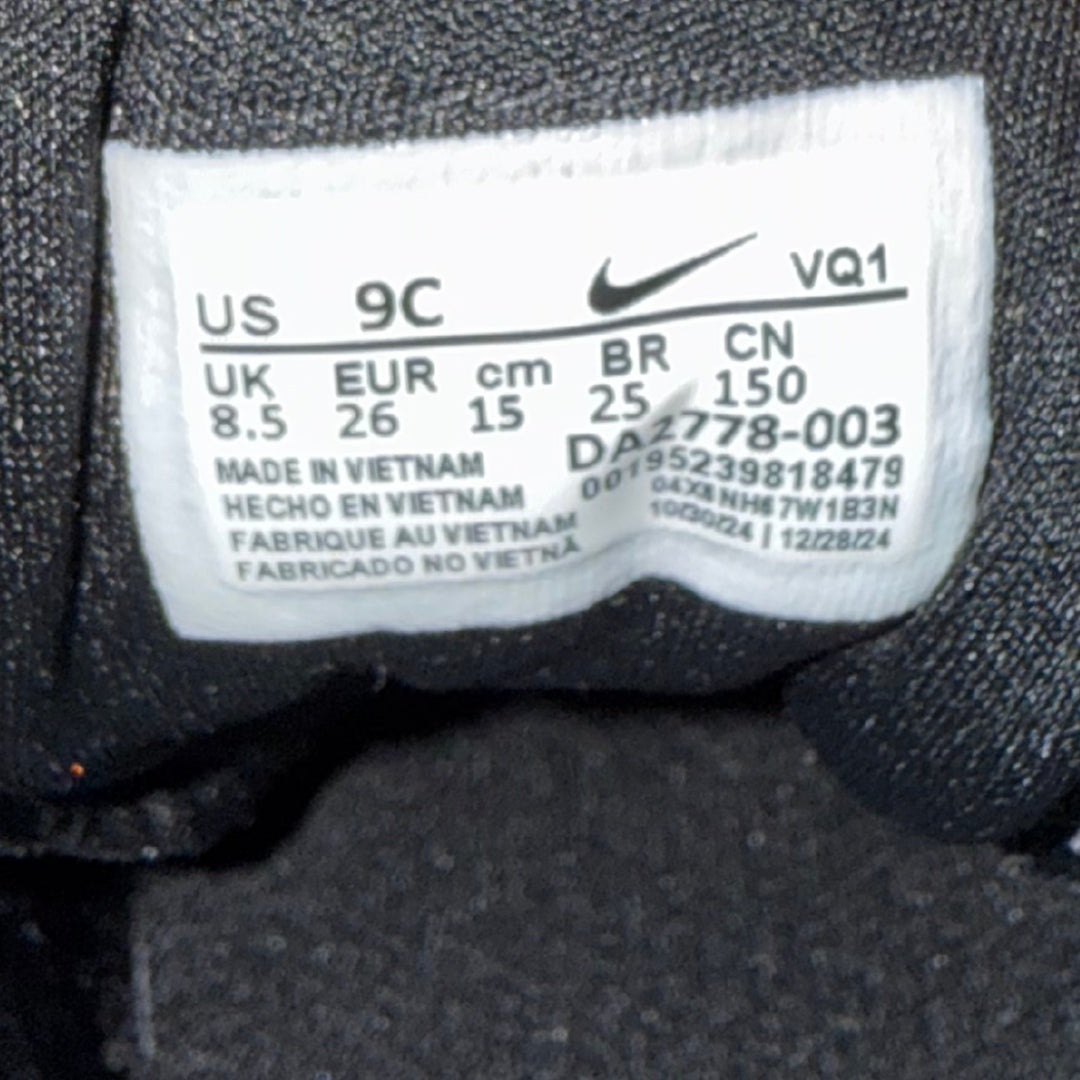 US 9C VQ1
UK EUR cm BR CN
8.5 26 15 25 150
DA2778-003
MADE IN VIETNAM 00195239818479
HECHO EN VIETNAM 7W1B3N
FABRIQUE AU VIETNAM 10/30/24 | 12/28/24
FABRICADO NO VIETNÃ